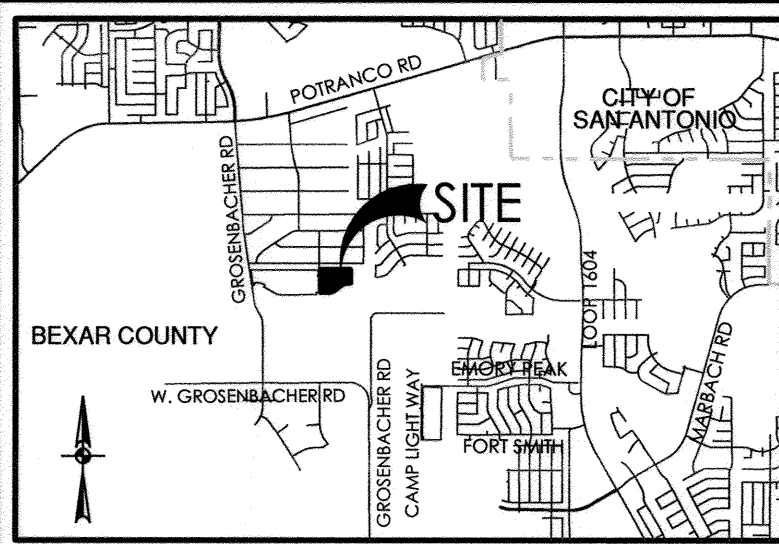 POTRANCO RD
CITY OF
SAN ANTONIO
GROSENBACHER RD
SITE
LOOP 1604
BEXAR COUNTY
MARBACH RD
EMORY PEAK
W. GROSENBACHER RD
GROSENBACHER RD
CAMP LIGHT WAY
FORT SMITH